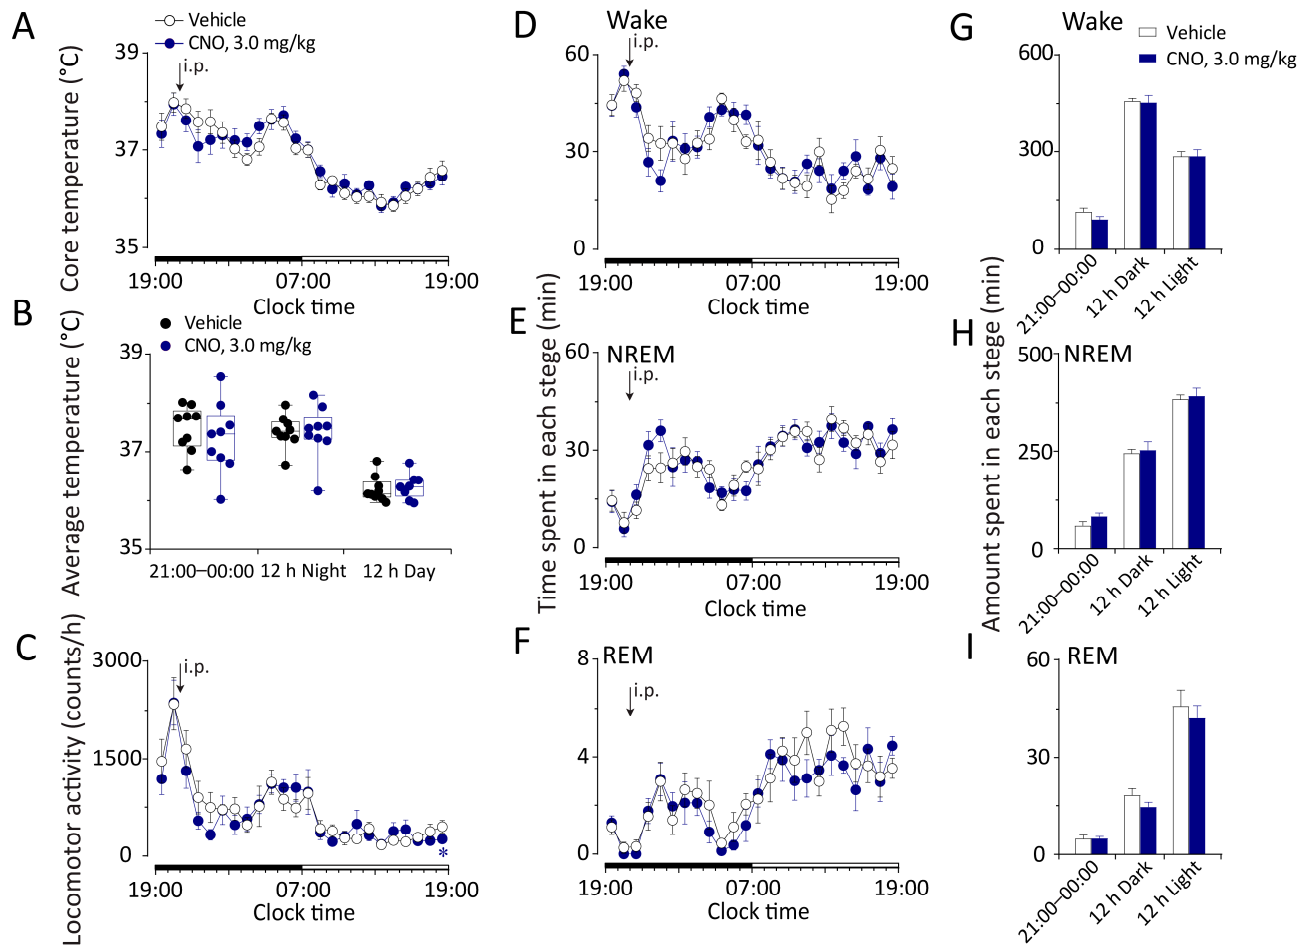 A
Vehicle
CNO, 3.0 mg/kg
i.p.
Core temperature (°C)
39
37
35
19:00
07:00
19:00
Clock time
B
Vehicle
CNO, 3.0 mg/kg
Average temperature (°C)
39
37
35
21:00–00:00
12 h Night
12 h Day
C
i.p.
Locomotor activity (counts/h)
3000
1500
0
*
19:00
07:00
19:00
Clock time
D
Wake
i.p.
60
30
0
19:00
07:00
19:00
Clock time
Time spent in each stege (min)
E
NREM
i.p.
60
30
0
19:00
07:00
19:00
Clock time
F
REM
i.p.
8
4
0
19:00
07:00
19:00
Clock time
G
Wake
Vehicle
CNO, 3.0 mg/kg
600
300
0
21:00–00:00
12 h Dark
12 h Light
Amount spent in each stege (min)
H
NREM
500
250
0
21:00–00:00
12 h Dark
12 h Light
I
REM
60
30
0
21:00–00:00
12 h Dark
12 h Light